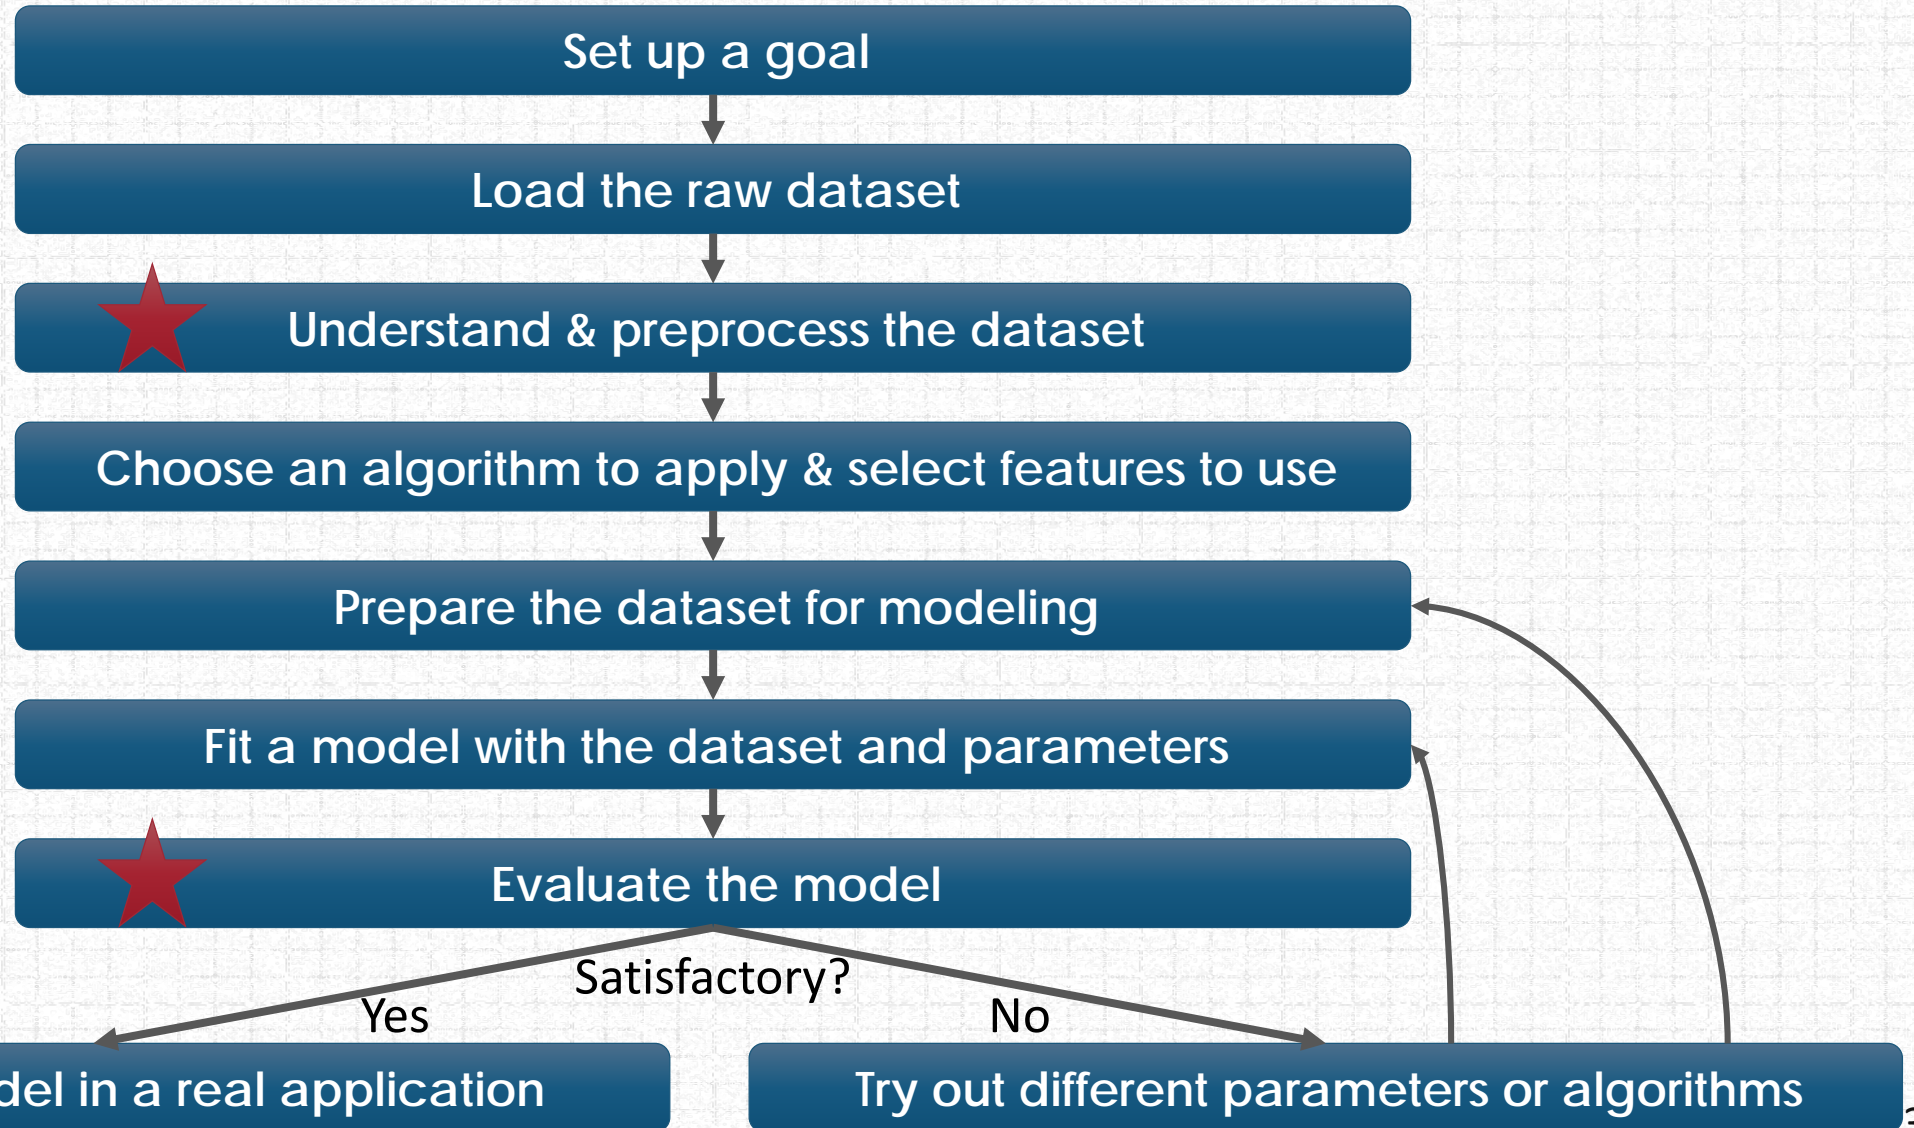 Set up a goal
Load the raw dataset
Understand & preprocess the dataset
Choose an algorithm to apply & select features to use
Prepare the dataset for modeling
Fit a model with the dataset and parameters
Evaluate the model
Satisfactory?
Yes
No
in a real application
Try out different parameters or algorithms